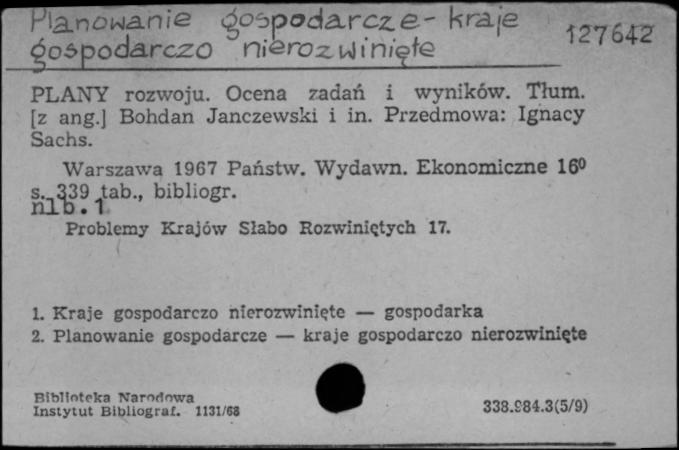 Planowanie gospodarcze - kraje 127642
gospodarczo nierozwinięte
PLANY rozwoju. Ocena zadań i wyników. Tłum.
[z ang.] Bohdan Janczewski i in. Przedmowa: Ignacy
Sachs.
Warszawa 1967 Państw. Wydawn. Ekonomiczne 16⁰
s. 339 tab., bibliogr.
nlb. 1
Problemy Krajów Słabo Rozwiniętych 17.
1. Kraje gospodarczo nierozwinięte — gospodarka
2. Planowanie gospodarcze — kraje gospodarczo nierozwinięte
Biblioteka Narodowa
Instytut Bibliograf. 1131/68 338.984.3(5/9)